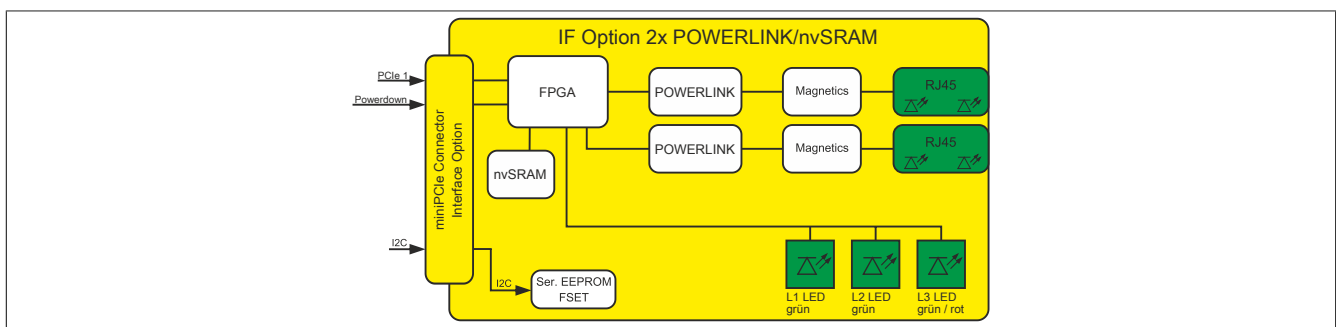 IF Option 2x POWERLINK/nvSRAM
PCIe 1
Powerdown
I2C
miniPCIe Connector
Interface Option
FPGA
POWERLINK
Magnetics
RJ45
POWERLINK
Magnetics
RJ45
nvSRAM
I2C
Ser. EEPROM
FSET
L1 LED
grün
L2 LED
grün
L3 LED
grün / rot